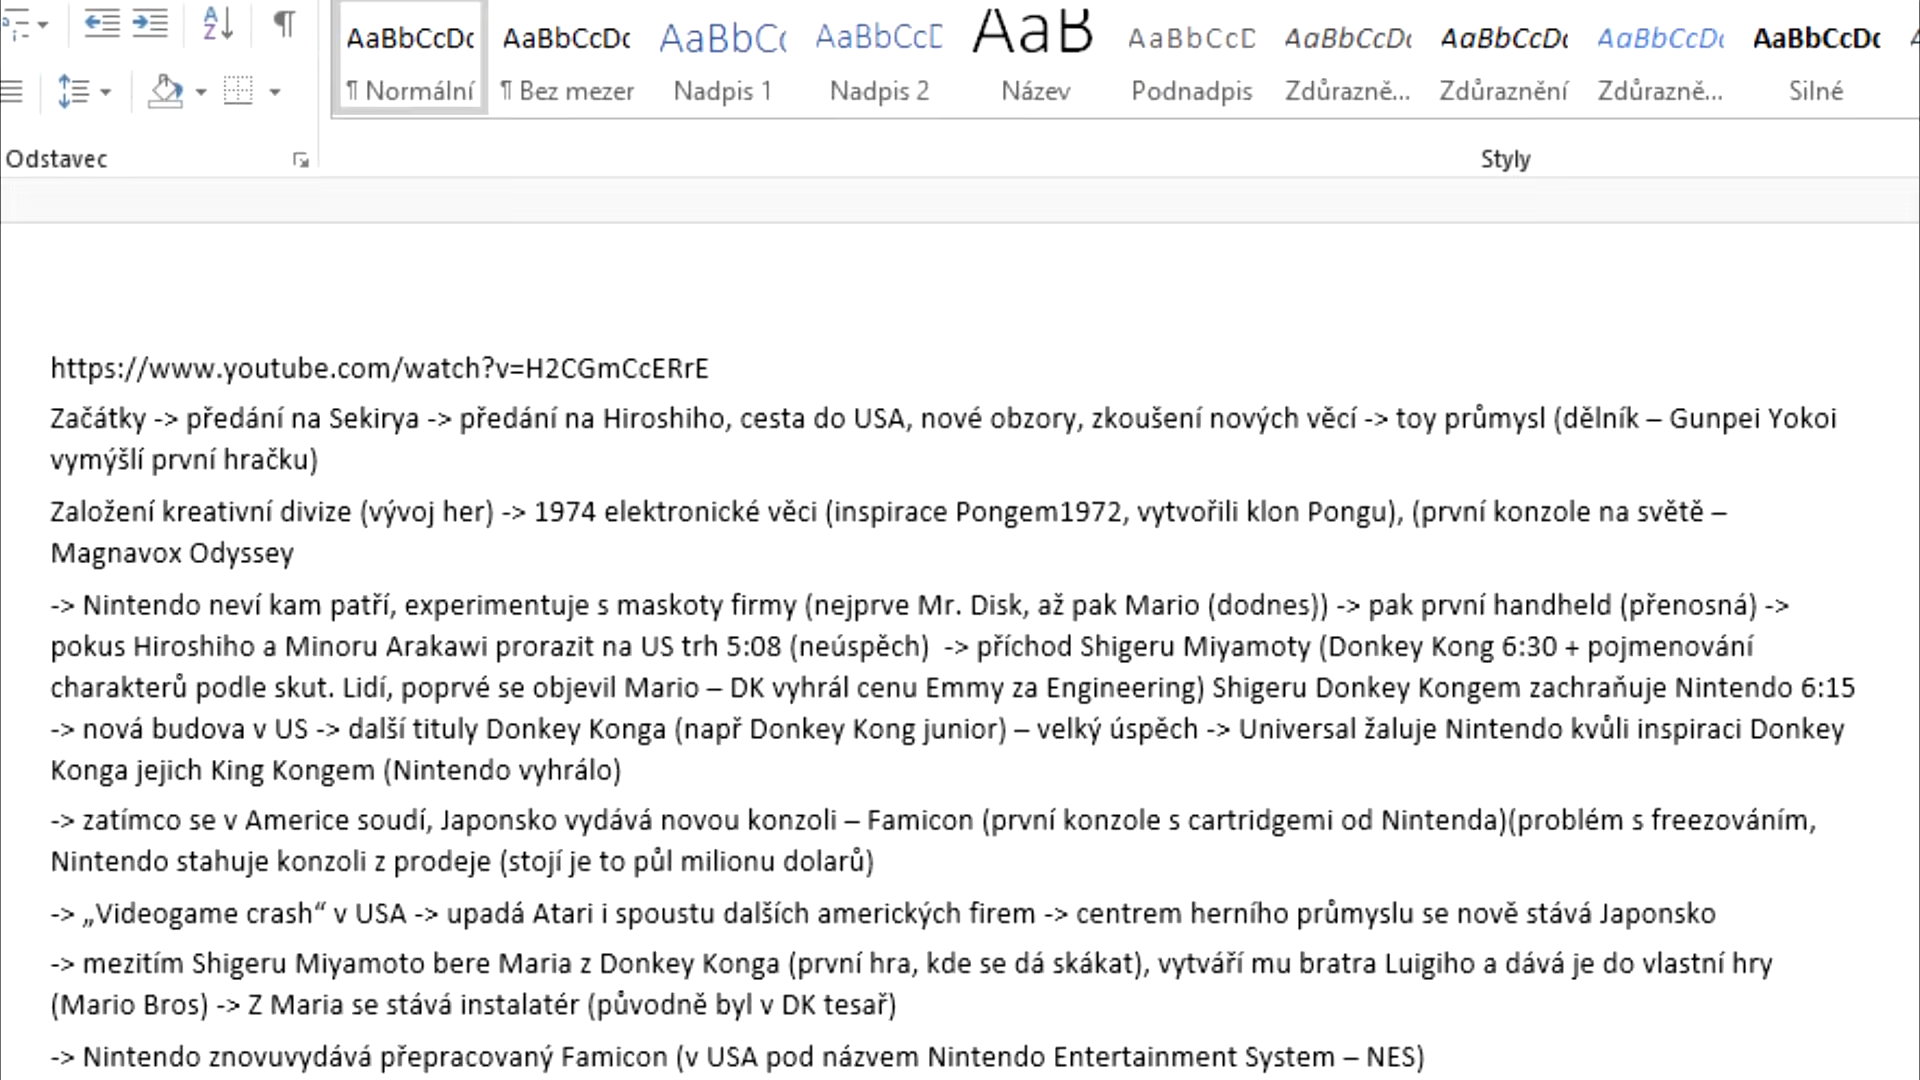 AaBbCcDc AaBbCcDc AaBbC AaBbCcD AaB AaBbCcD AaBbCcDc AaBbCcDc AaBbCcDc AaBbCcDc
¶ Normální ¶ Bez mezer Nadpis 1 Nadpis 2 Název Podnadpis Zdůrazně... Zdůraznění Zdůrazně... Silné
Odstavec Styly
https://www.youtube.com/watch?v=H2CGmCcERrE
Začátky -> předání na Sekirya -> předání na Hiroshiho, cesta do USA, nové obzory, zkoušení nových věcí -> toy průmysl (dělník – Gunpei Yokoi
vymýšlí první hračku)
Založení kreativní divize (vývoj her) -> 1974 elektronické věci (inspirace Pongem1972, vytvořili klon Pongu), (první konzole na světě –
Magnavox Odyssey
-> Nintendo neví kam patří, experimentuje s maskoty firmy (nejprve Mr. Disk, až pak Mario (dodnes)) -> pak první handheld (přenosná) ->
pokus Hiroshiho a Minoru Arakawi prorazit na US trh 5:08 (neúspěch)  -> příchod Shigeru Miyamoty (Donkey Kong 6:30 + pojmenování
charakterů podle skut. Lidí, poprvé se objevil Mario – DK vyhrál cenu Emmy za Engineering) Shigeru Donkey Kongem zachraňuje Nintendo 6:15
-> nová budova v US -> další tituly Donkey Konga (např Donkey Kong junior) – velký úspěch -> Universal žaluje Nintendo kvůli inspiraci Donkey
Konga jejich King Kongem (Nintendo vyhrálo)
-> zatímco se v Americe soudí, Japonsko vydává novou konzoli – Famicon (první konzole s cartridgemi od Nintenda)(problém s freezováním,
Nintendo stahuje konzoli z prodeje (stojí je to půl milionu dolarů)
-> „Videogame crash“ v USA -> upadá Atari i spoustu dalších amerických firem -> centrem herního průmyslu se nově stává Japonsko
-> mezitím Shigeru Miyamoto bere Maria z Donkey Konga (první hra, kde se dá skákat), vytváří mu bratra Luigiho a dává je do vlastní hry
(Mario Bros) -> Z Maria se stává instalatér (původně byl v DK tesař)
-> Nintendo znovuvydává přepracovaný Famicon (v USA pod názvem Nintendo Entertainment System – NES)